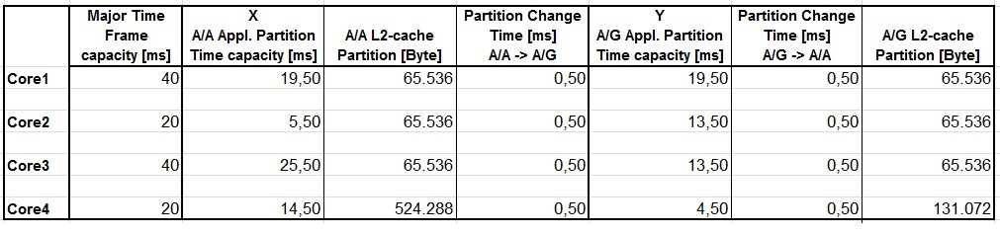 Major Time Frame capacity [ms] X A/A Appl. Partition Time capacity [ms] A/A L2-cache Partition [Byte] Partition Change Time [ms] A/A -> A/G Y A/G Appl. Partition Time capacity [ms] Partition Change Time [ms] A/G -> A/A A/G L2-cache Partition [Byte]
Core1 40 19,50 65.536 0,50 19,50 0,50 65.536
Core2 20 5,50 65.536 0,50 13,50 0,50 65.536
Core3 40 25,50 65.536 0,50 13,50 0,50 65.536
Core4 20 14,50 524.288 0,50 4,50 0,50 131.072